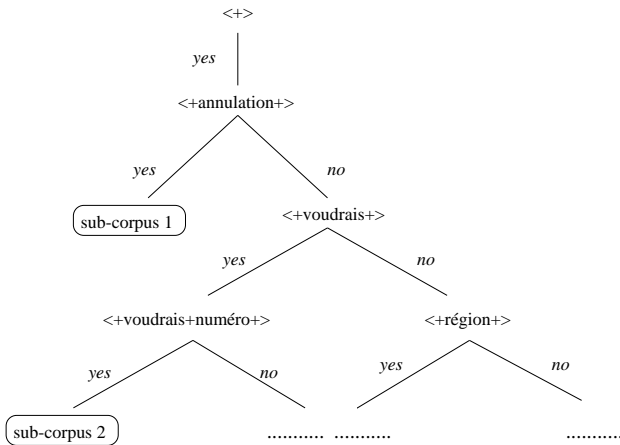 <+>
yes
<+annulation+>
yes no
sub-corpus 1
<+voudrais+>
yes no
<+voudrais+numéro+> <+région+>
yes no yes no
sub-corpus 2 ........... ........... ...........